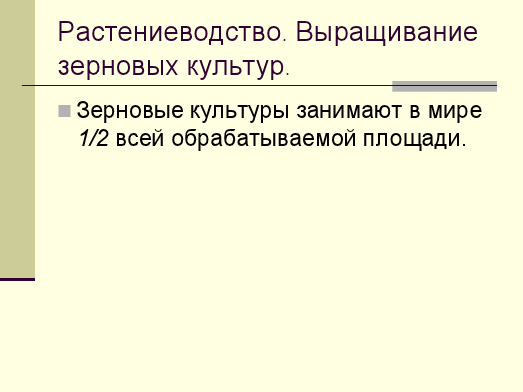 Растениеводство. Выращивание
зерновых культур.
Зерновые культуры занимают в мире
1/2 всей обрабатываемой площади.